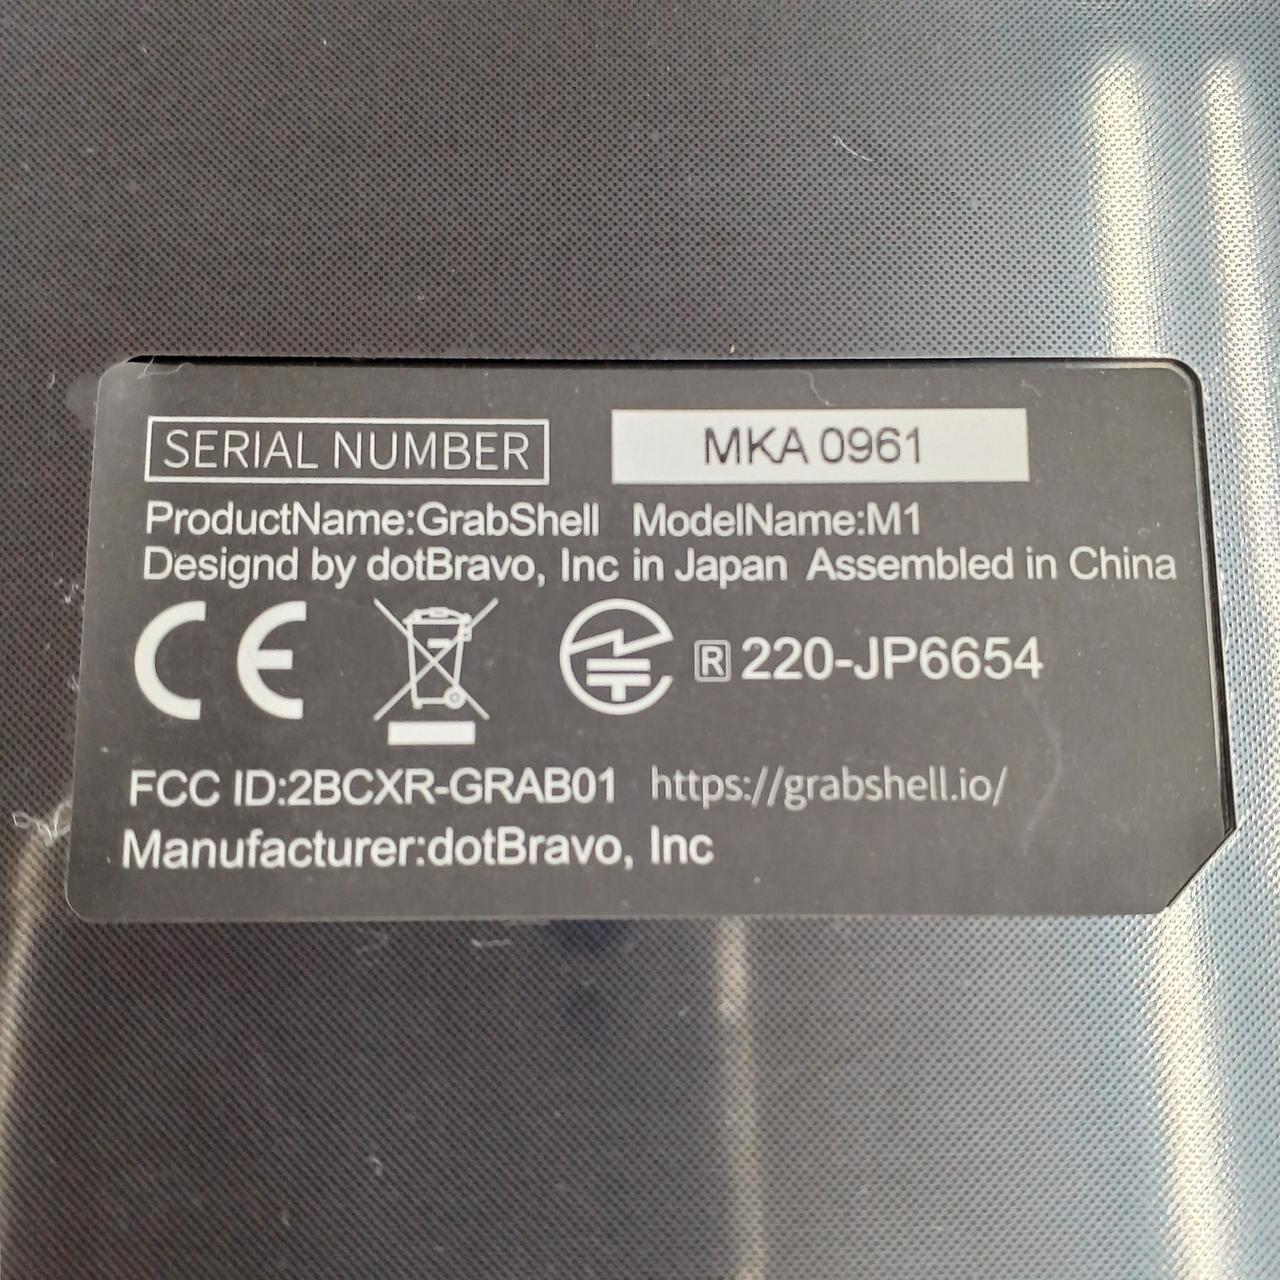 SERIAL NUMBER MKA 0961
ProductName:GrabShell ModelName:M1
Designd by dotBravo, Inc in Japan Assembled in China
CE R 220-JP6654
FCC ID:2BCXR-GRAB01 https://grabshell.io/
Manufacturer:dotBravo, Inc